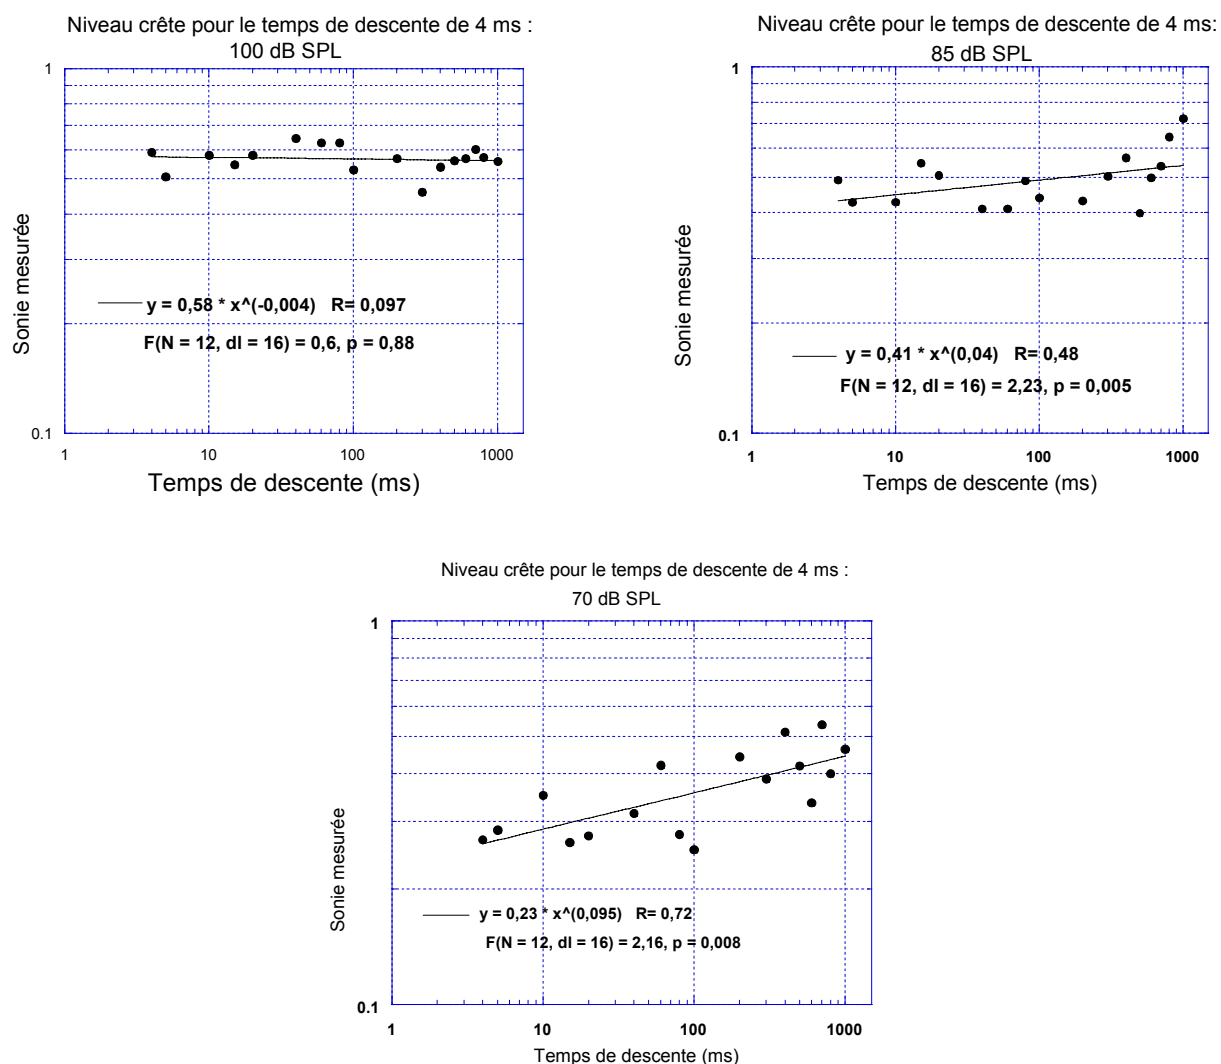 Niveau crête pour le temps de descente de 4 ms :
100 dB SPL
1
Sonie mesurée
y = 0,58 * x^(-0,004) R= 0,097
F(N = 12, dl = 16) = 0,6, p = 0,88
0.1
1 10 100 1000
Temps de descente (ms)
Niveau crête pour le temps de descente de 4 ms:
85 dB SPL
1
Sonie mesurée
y = 0,41 * x^(0,04) R= 0,48
F(N = 12, dl = 16) = 2,23, p = 0,005
0.1
1 10 100 1000
Temps de descente (ms)
Niveau crête pour le temps de descente de 4 ms :
70 dB SPL
1
Sonie mesurée
y = 0,23 * x^(0,095) R= 0,72
F(N = 12, dl = 16) = 2,16, p = 0,008
0.1
1 10 100 1000
Temps de descente (ms)